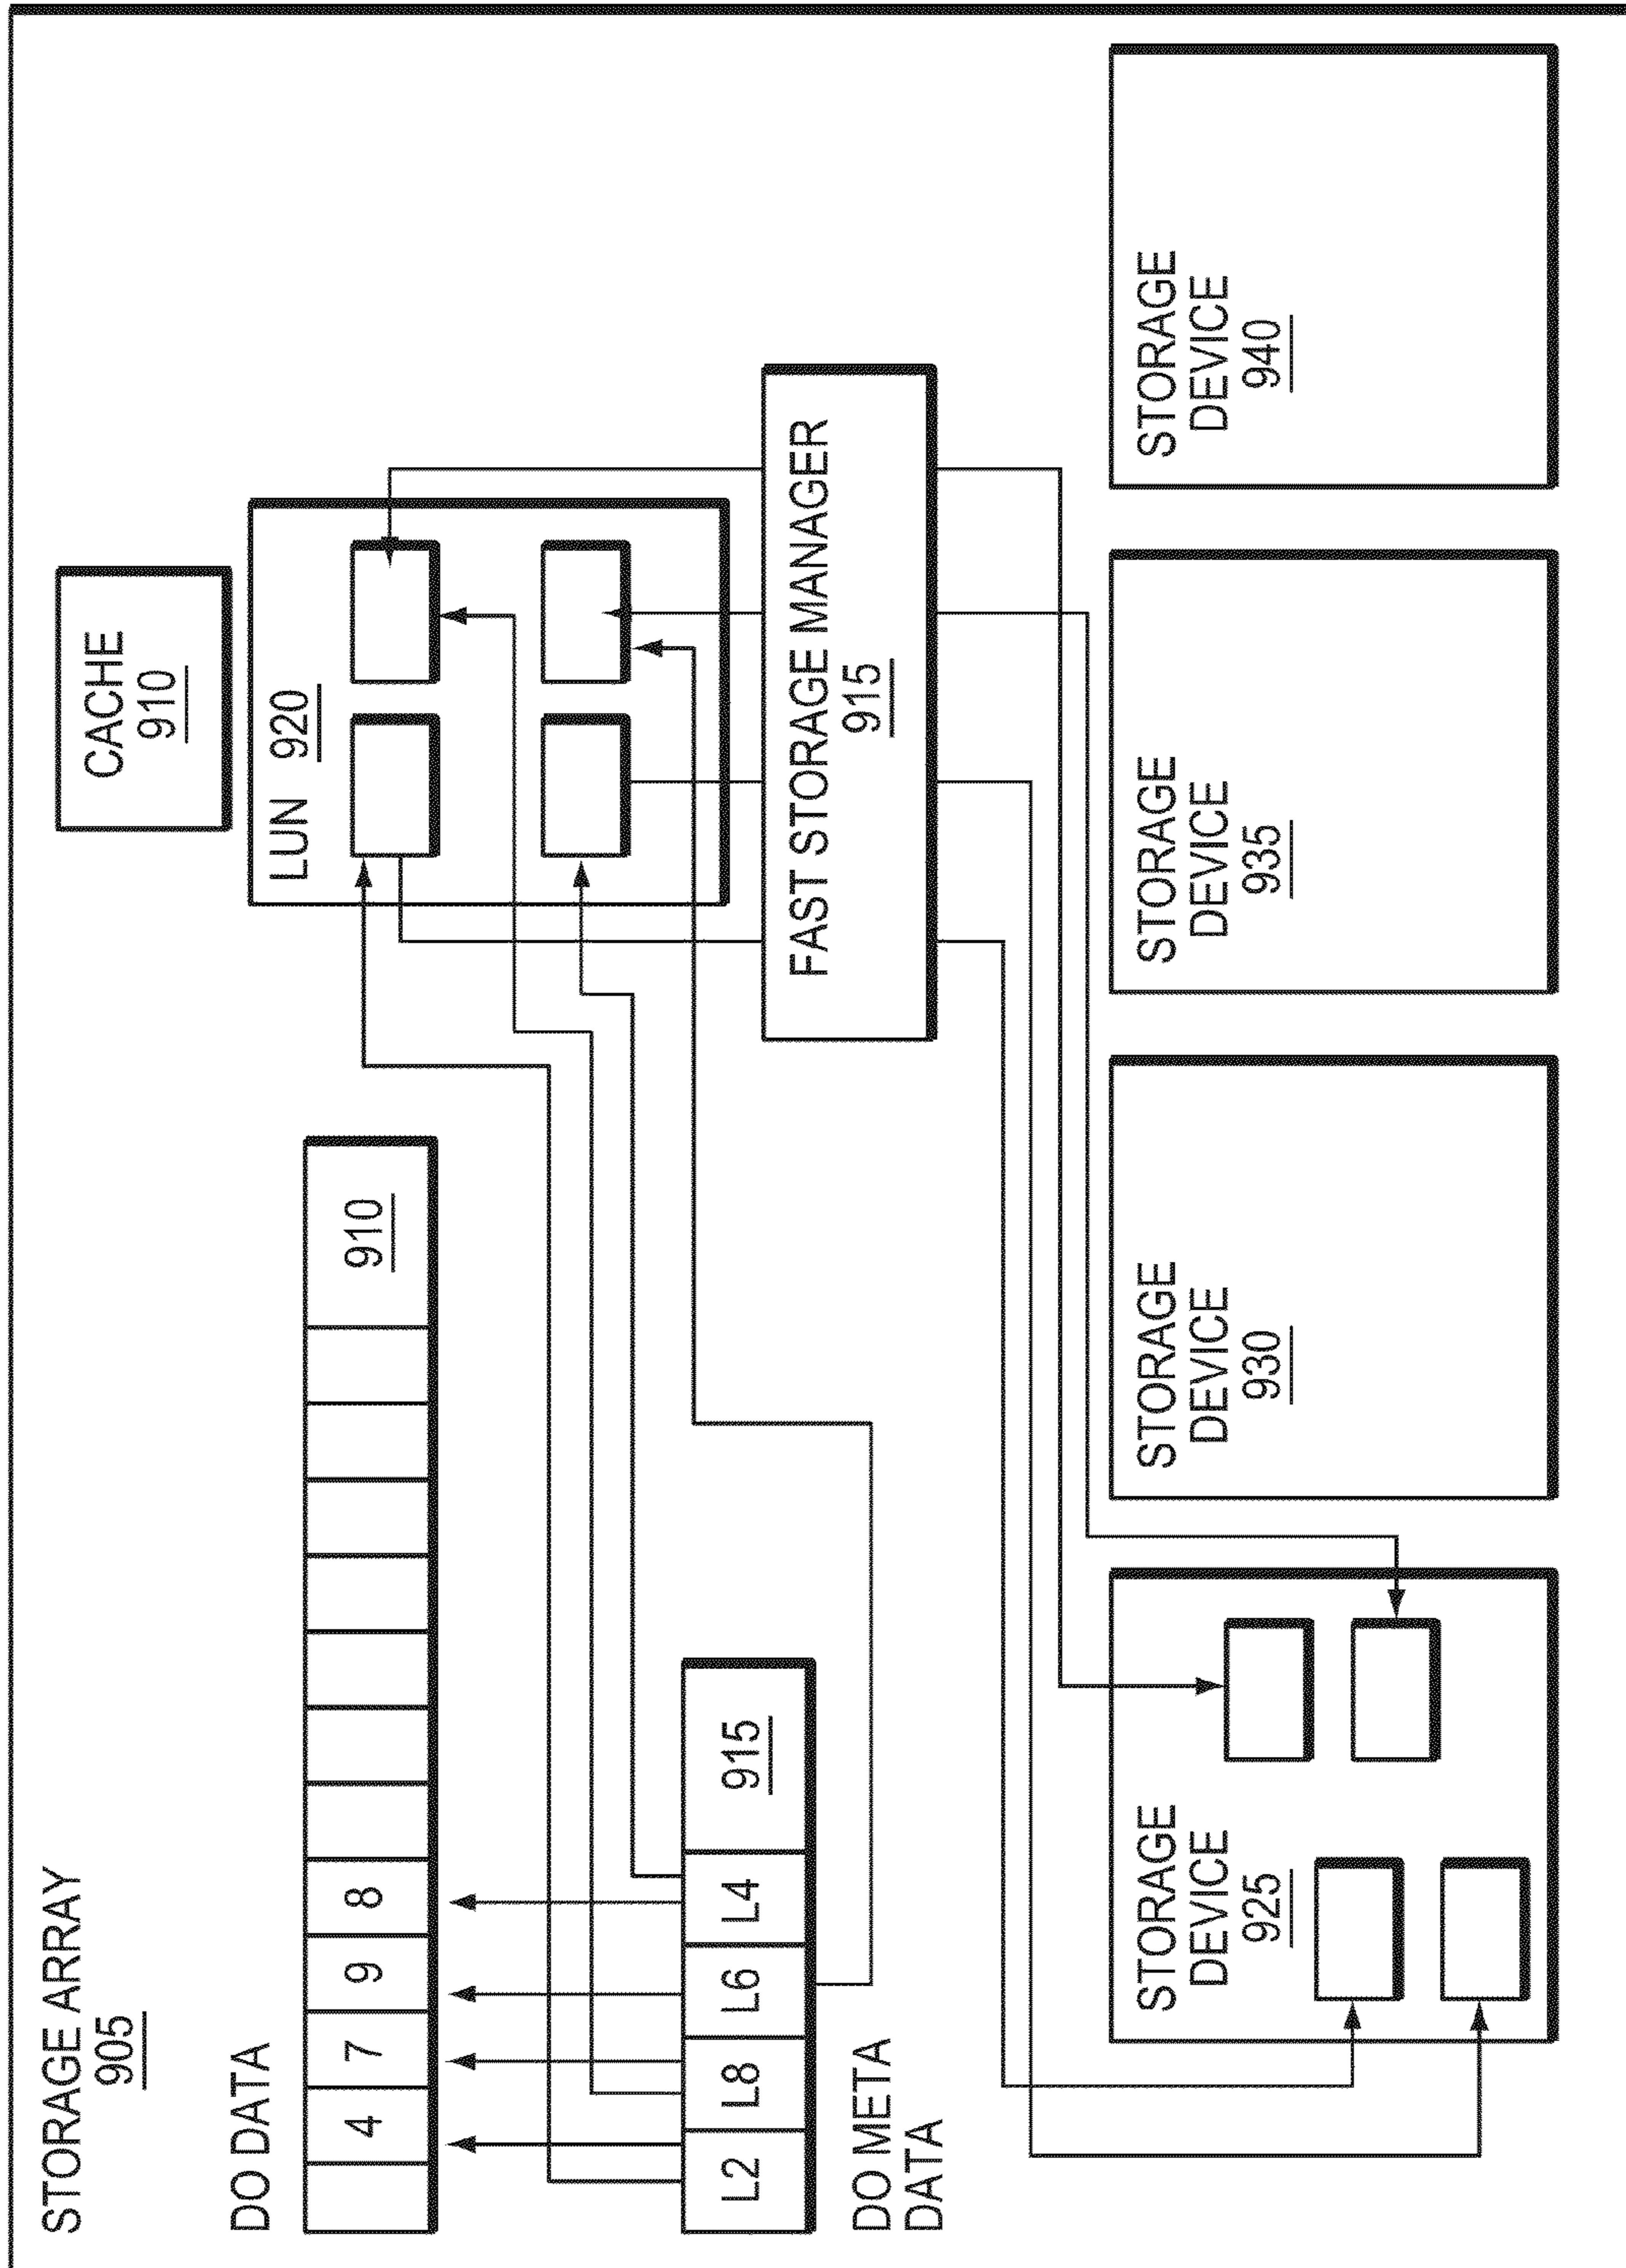 STORAGE ARRAY
905
DO DATA
4
7
9
8
910
L2
L8
L6
L4
915
DO META
DATA
CACHE
910
LUN 920
FAST STORAGE MANAGER
915
STORAGE
DEVICE
925
STORAGE
DEVICE
930
STORAGE
DEVICE
935
STORAGE
DEVICE
940